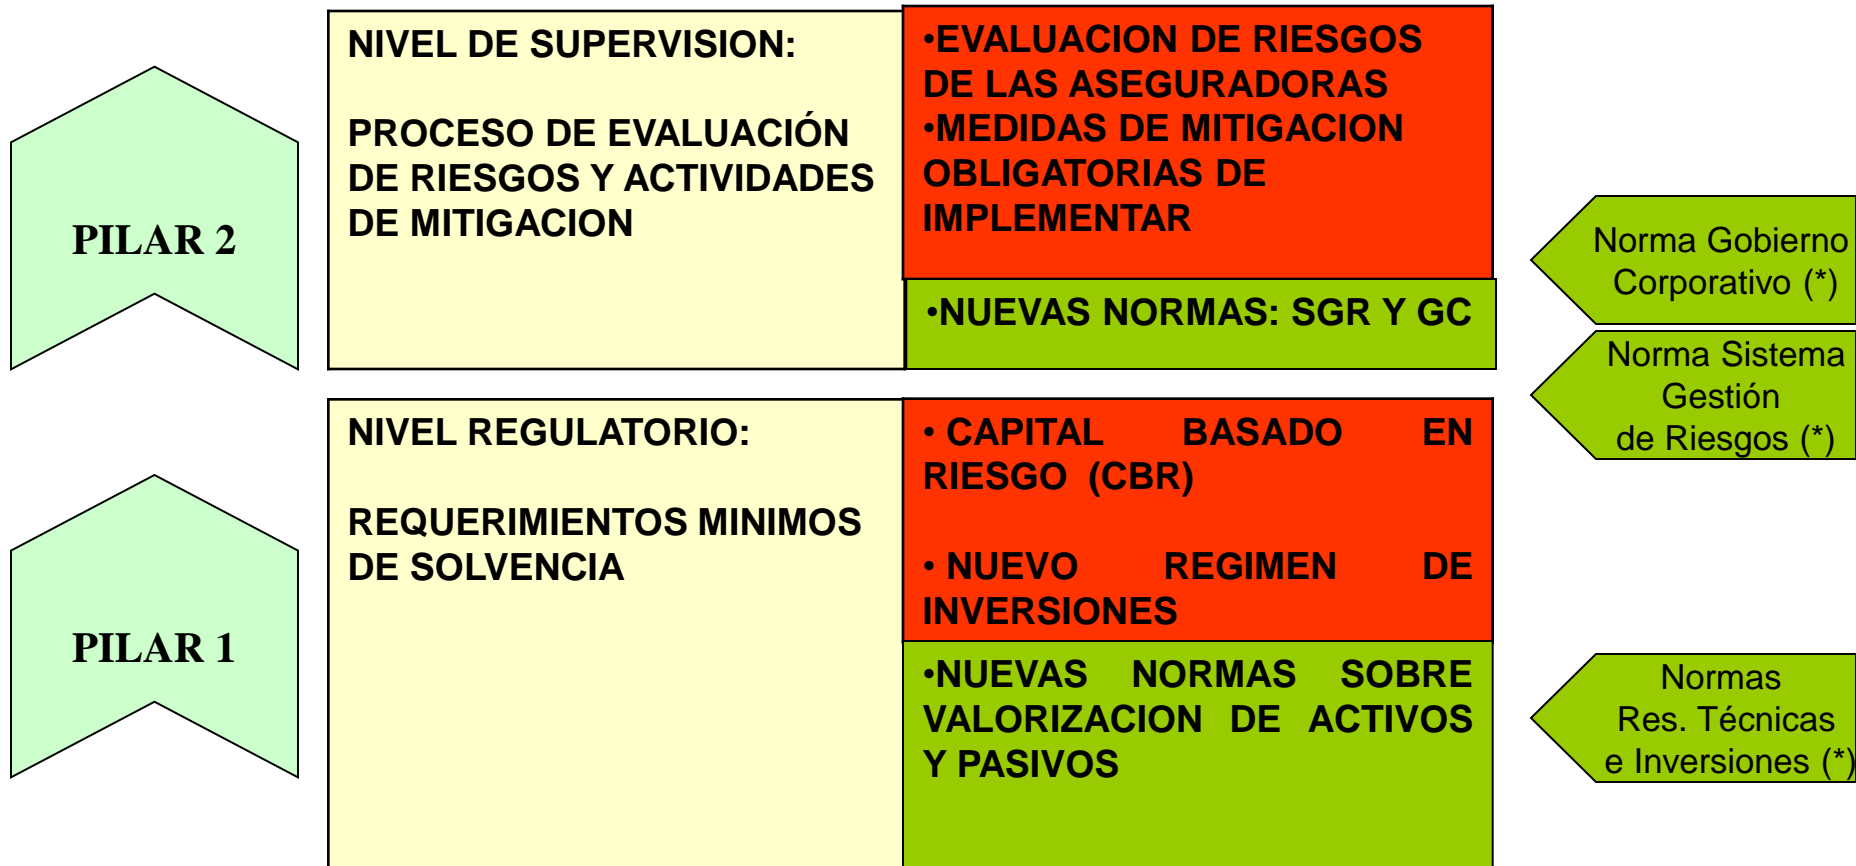 PILAR 2
NIVEL DE SUPERVISION:
PROCESO DE EVALUACIÓN
DE RIESGOS Y ACTIVIDADES
DE MITIGACION
•EVALUACION DE RIESGOS
DE LAS ASEGURADORAS
•MEDIDAS DE MITIGACION
OBLIGATORIAS DE
IMPLEMENTAR
•NUEVAS NORMAS: SGR Y GC
Norma Gobierno
Corporativo (*)
Norma Sistema
Gestión
de Riesgos (*)
PILAR 1
NIVEL REGULATORIO:
REQUERIMIENTOS MINIMOS
DE SOLVENCIA
• CAPITAL BASADO EN
RIESGO (CBR)
• NUEVO REGIMEN DE
INVERSIONES
•NUEVAS NORMAS SOBRE
VALORIZACION DE ACTIVOS
Y PASIVOS
Normas
Res. Técnicas
e Inversiones (*)